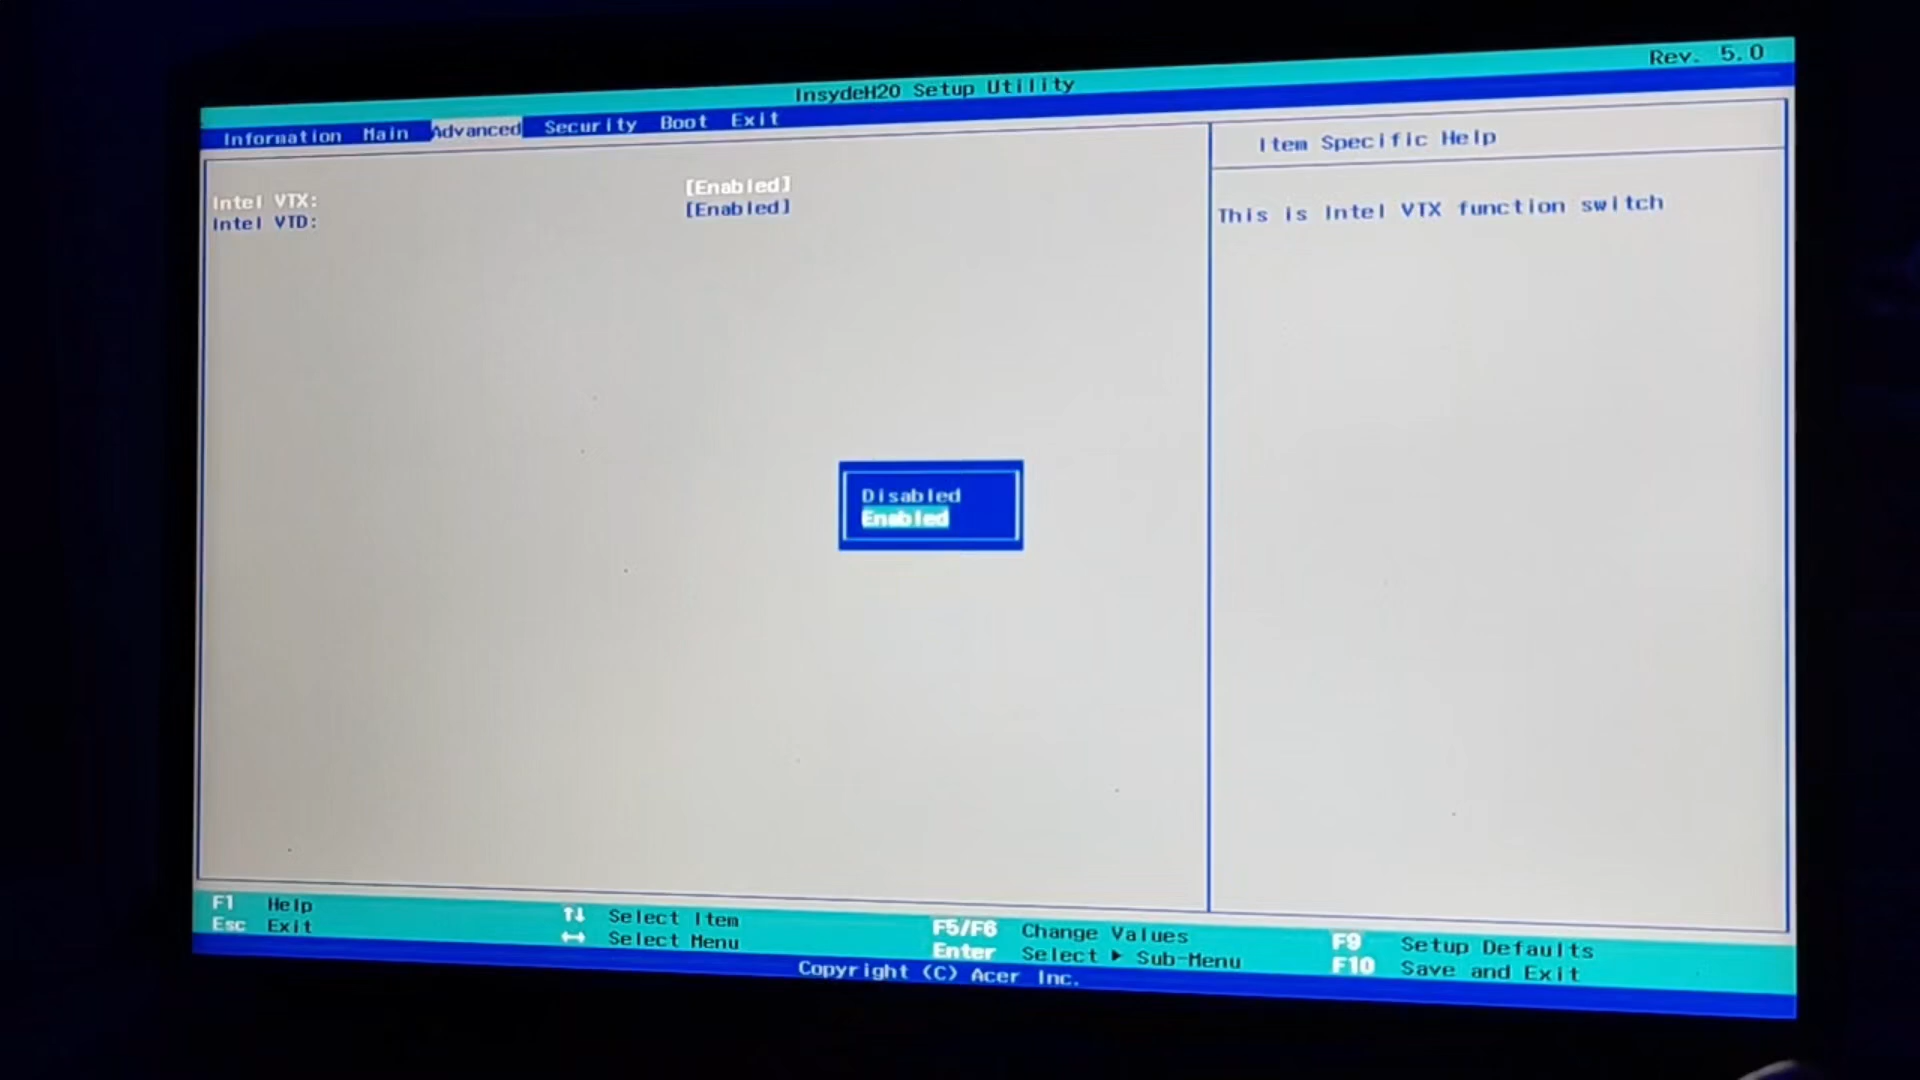 InsydeH20 Setup Utility
Rev. 5.0
Information Main Advanced Security Boot Exit
Intel VTX: [Enabled]
Intel VTD: [Enabled]
Item Specific Help
This is Intel VTX function switch
Disabled
Enabled
F1 Help ↑↓ Select Item F5/F6 Change Values F9 Setup Defaults
Esc Exit ↔ Select Menu Enter Select ▶ Sub-Menu F10 Save and Exit
Copyright (C) Acer Inc.